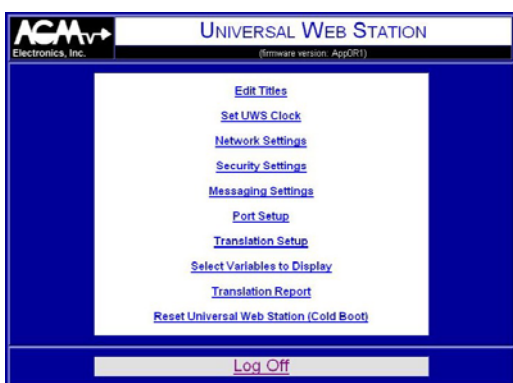 ACM
Electronics, Inc.
UNIVERSAL WEB STATION
(firmware version: App0R1)
Edit Titles
Set UWS Clock
Network Settings
Security Settings
Messaging Settings
Port Setup
Translation Setup
Select Variables to Display
Translation Report
Reset Universal Web Station (Cold Boot)
Log Off